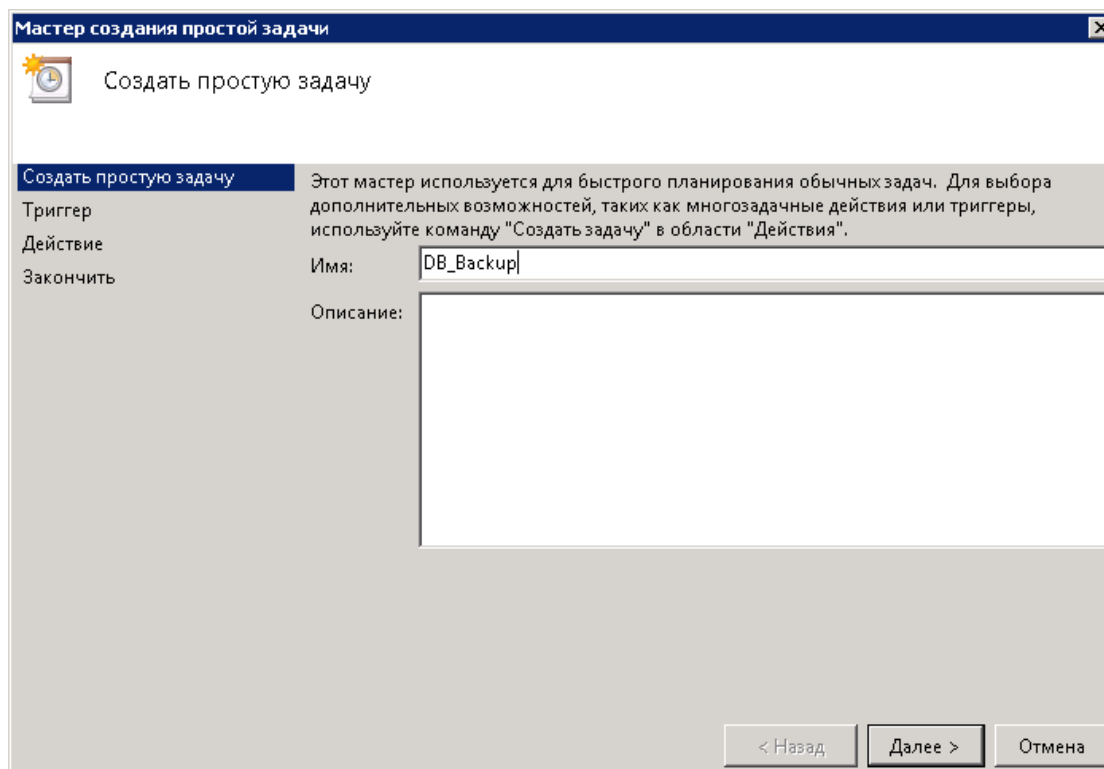 Мастер создания простой задачи
Создать простую задачу
Создать простую задачу
Триггер
Действие
Закончить
Этот мастер используется для быстрого планирования обычных задач.  Для выбора
дополнительных возможностей, таких как многозадачные действия или триггеры,
используйте команду "Создать задачу" в области "Действия".
Имя: DB_Backup
Описание:
< Назад Далее > Отмена